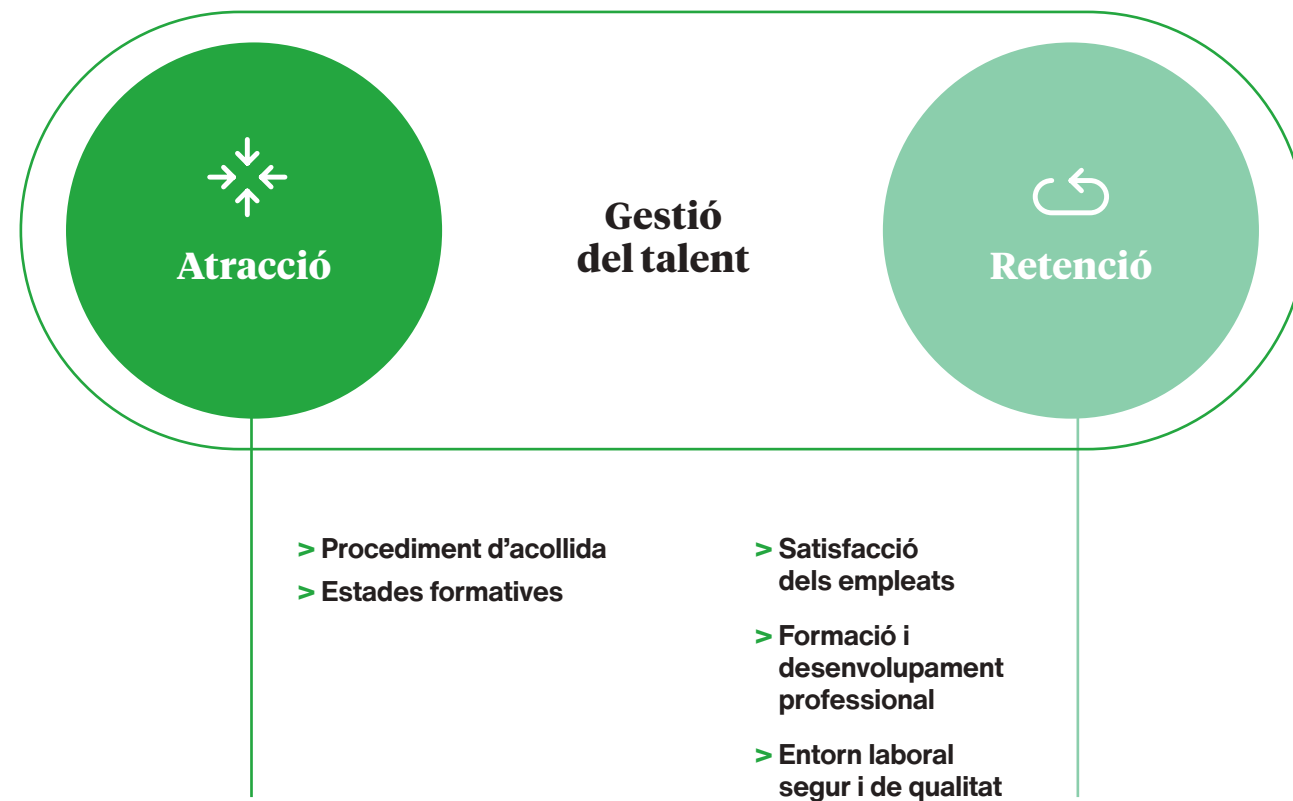 Atracció
Gestió
del talent
Retenció
> Procediment d’acollida
> Estades formatives
> Satisfacció
dels empleats
> Formació i
desenvolupament
professional
> Entorn laboral
segur i de qualitat